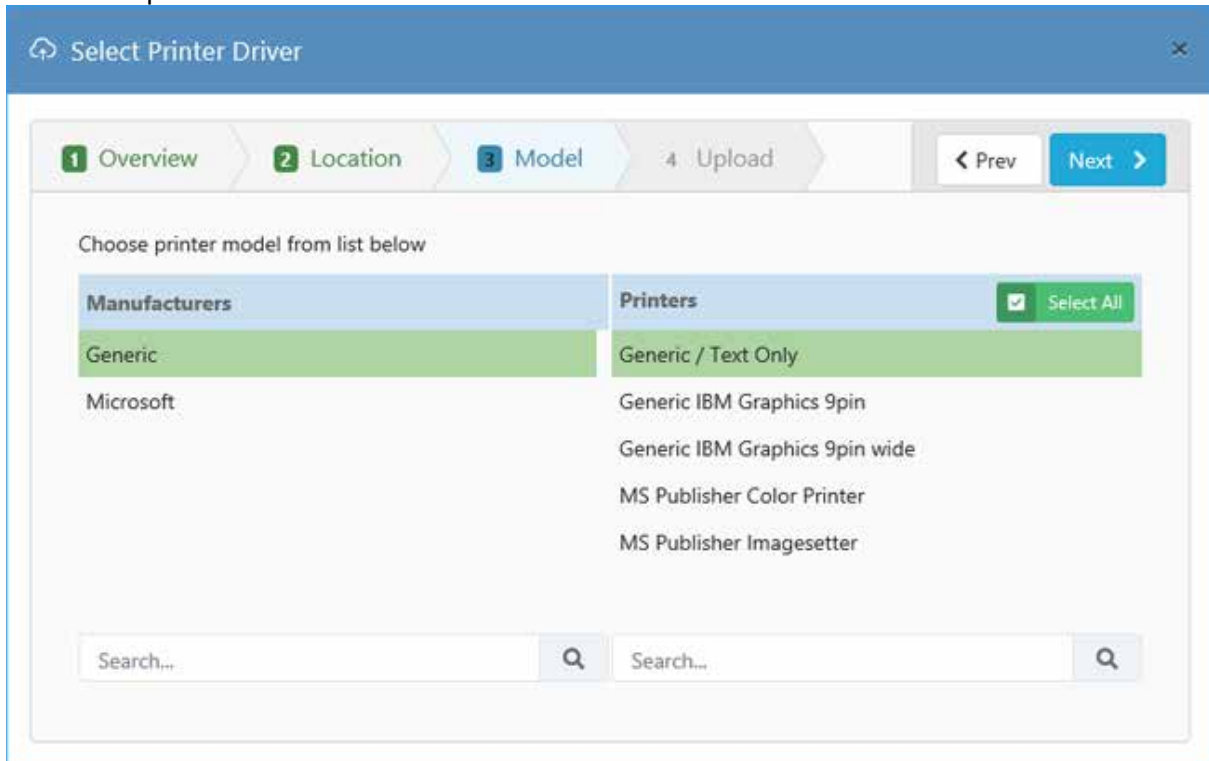 Select Printer Driver ×
1 Overview 2 Location 3 Model 4 Upload Prev Next
Choose printer model from list below
Manufacturers Printers Select All
Generic Generic / Text Only
Microsoft Generic IBM Graphics 9pin
Generic IBM Graphics 9pin wide
MS Publisher Color Printer
MS Publisher Imagesetter
Search... Search...